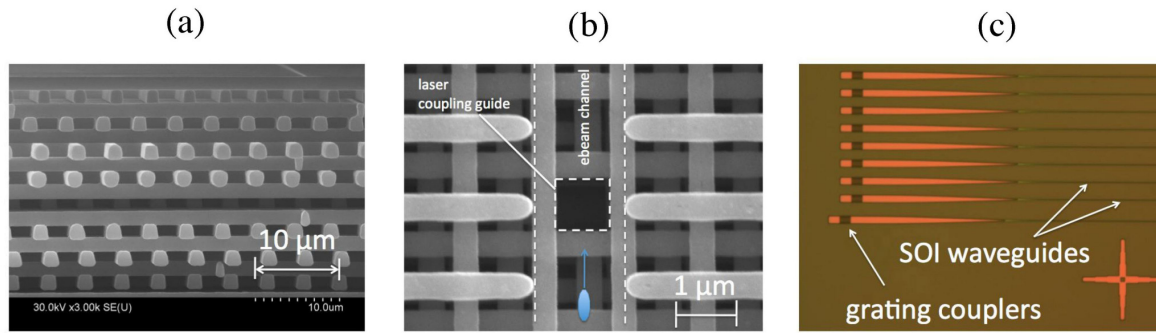 (a)
(b)
(c)
laser
coupling guide
ebeam channel
10 μm
1 μm
SOI waveguides
grating couplers
30.0kV x3.00k SE(U)
10.0um